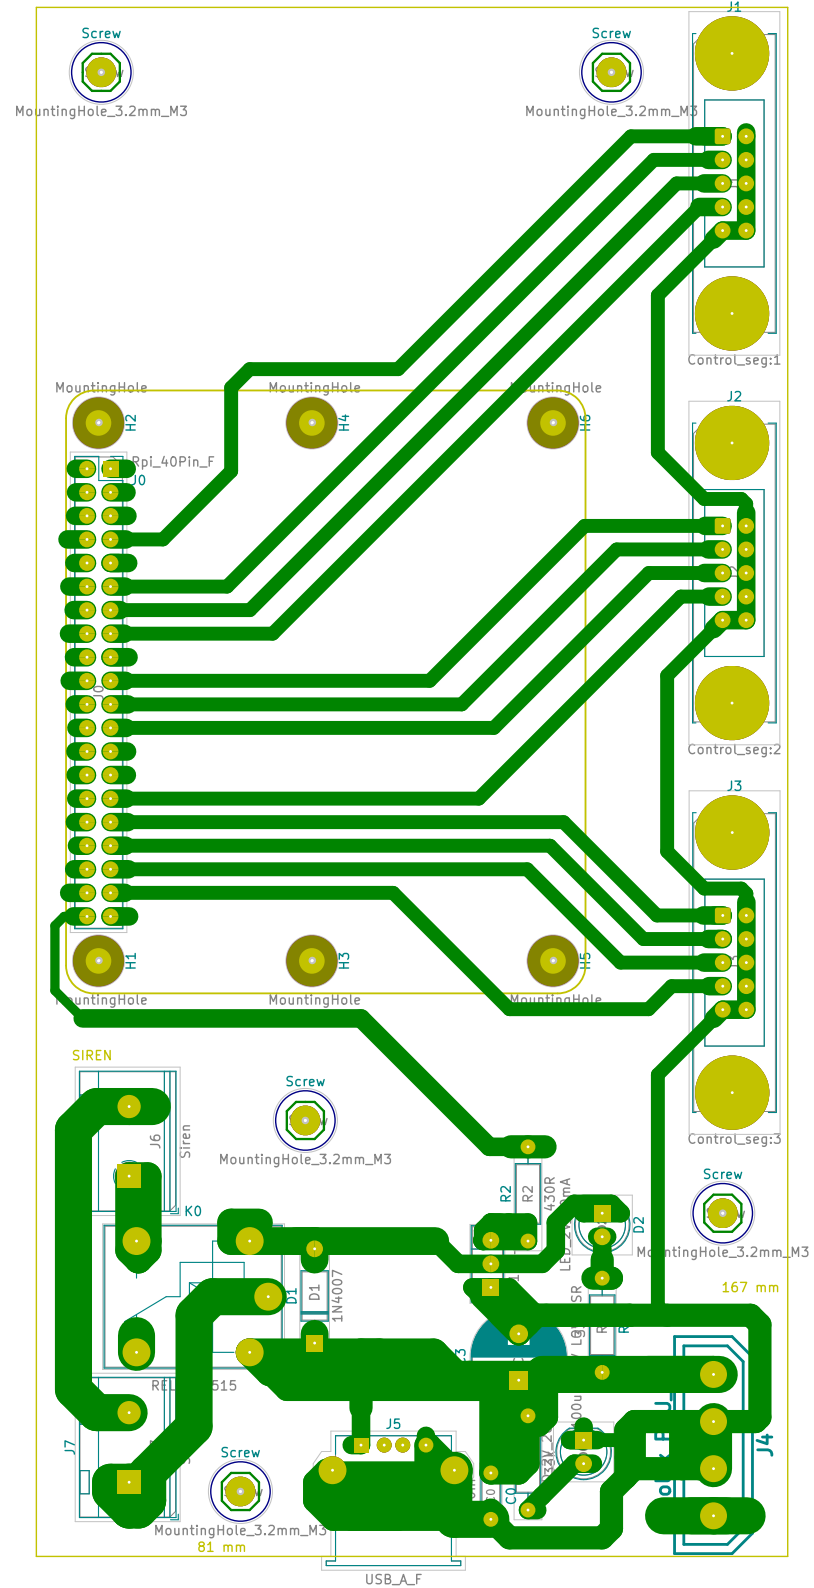 J1
Screw
Screw
MountingHole_3.2mm_M3
MountingHole_3.2mm_M3
Control_seg:1
MountingHole
MountingHole
MountingHole
H2
H4
H6
J2
Rpi_40Pin_F
J0
J0
Control_seg:2
J3
H1
H3
H5
MountingHole
MountingHole
MountingHole
SIREN
Screw
J6
Siren
Control_seg:3
MountingHole_3.2mm_M3
Screw
R2
R2
430R
K0
D2
MountingHole_3.2mm_M3
D1
1N4007
D1
167 mm
J5
J7
J4
Screw
C0
MountingHole_3.2mm_M3
81 mm
USB_A_F